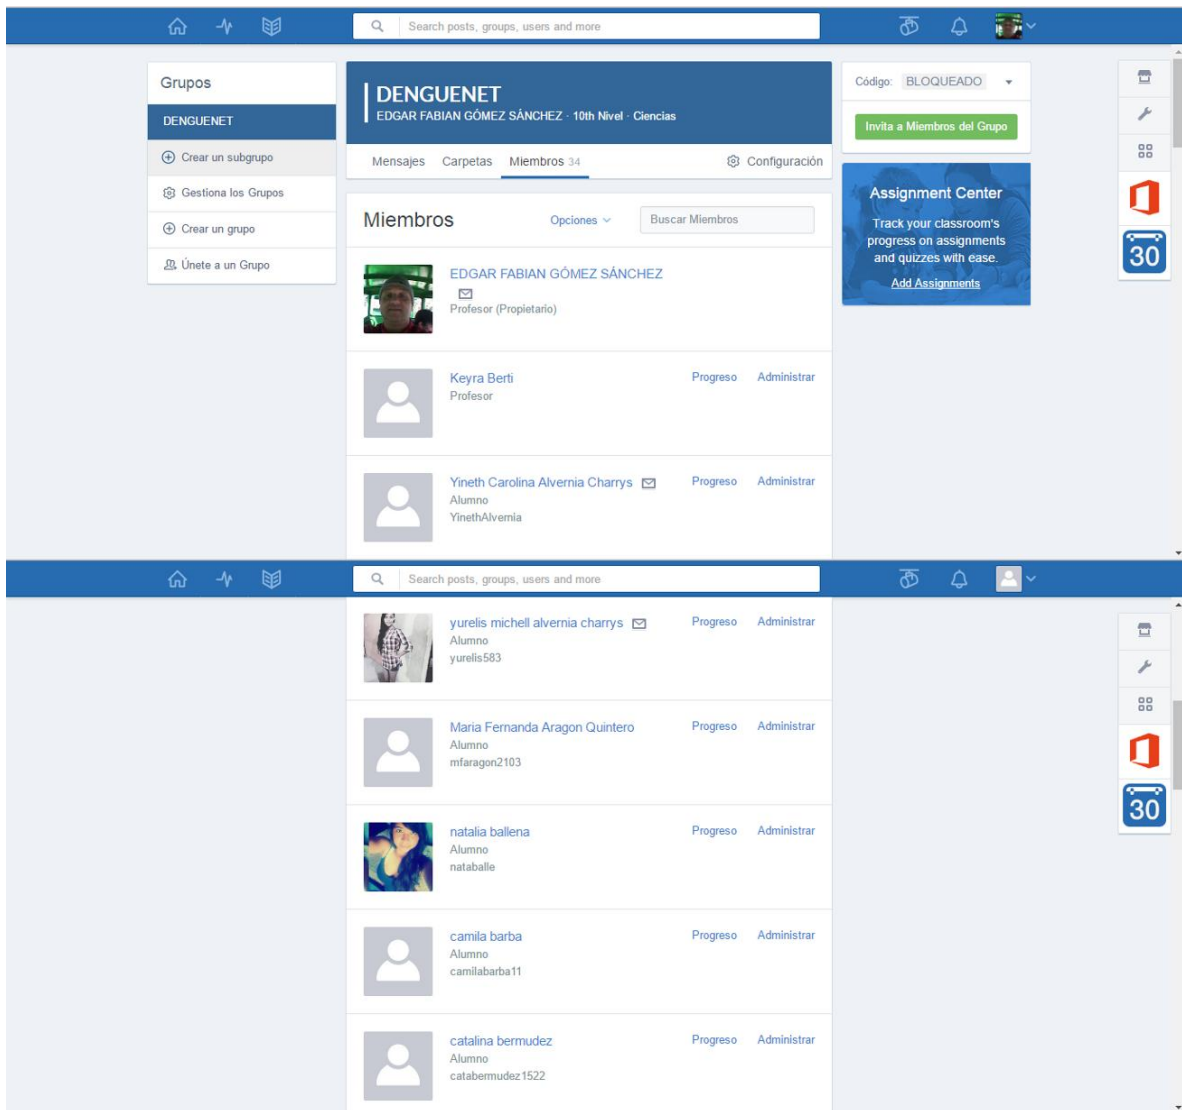 Search posts, groups, users and more
Grupos
DENGUENET
Crear un subgrupo
Gestiona los Grupos
Crear un grupo
Únete a un Grupo
DENGUENET
EDGAR FABIAN GÓMEZ SÁNCHEZ · 10th Nivel · Ciencias
Mensajes Carpetas Miembros 34 Configuración
Miembros Opciones Buscar Miembros
EDGAR FABIAN GÓMEZ SÁNCHEZ
Profesor (Propietario)
Keyra Berti Progreso Administrar
Profesor
Yineth Carolina Alvernia Charrys Progreso Administrar
Alumno
YinethAlvernia
Código: BLOQUEADO
Invita a Miembros del Grupo
Assignment Center
Track your classroom's
progress on assignments
and quizzes with ease.
Add Assignments
30
Search posts, groups, users and more
yurelis michell alvernia charrys Progreso Administrar
Alumno
yurelis583
Maria Fernanda Aragon Quintero Progreso Administrar
Alumno
mfaragon2103
natalia ballena Progreso Administrar
Alumno
nataballe
camila barba Progreso Administrar
Alumno
camilabarba11
catalina bermudez Progreso Administrar
Alumno
catabermudez1522
30